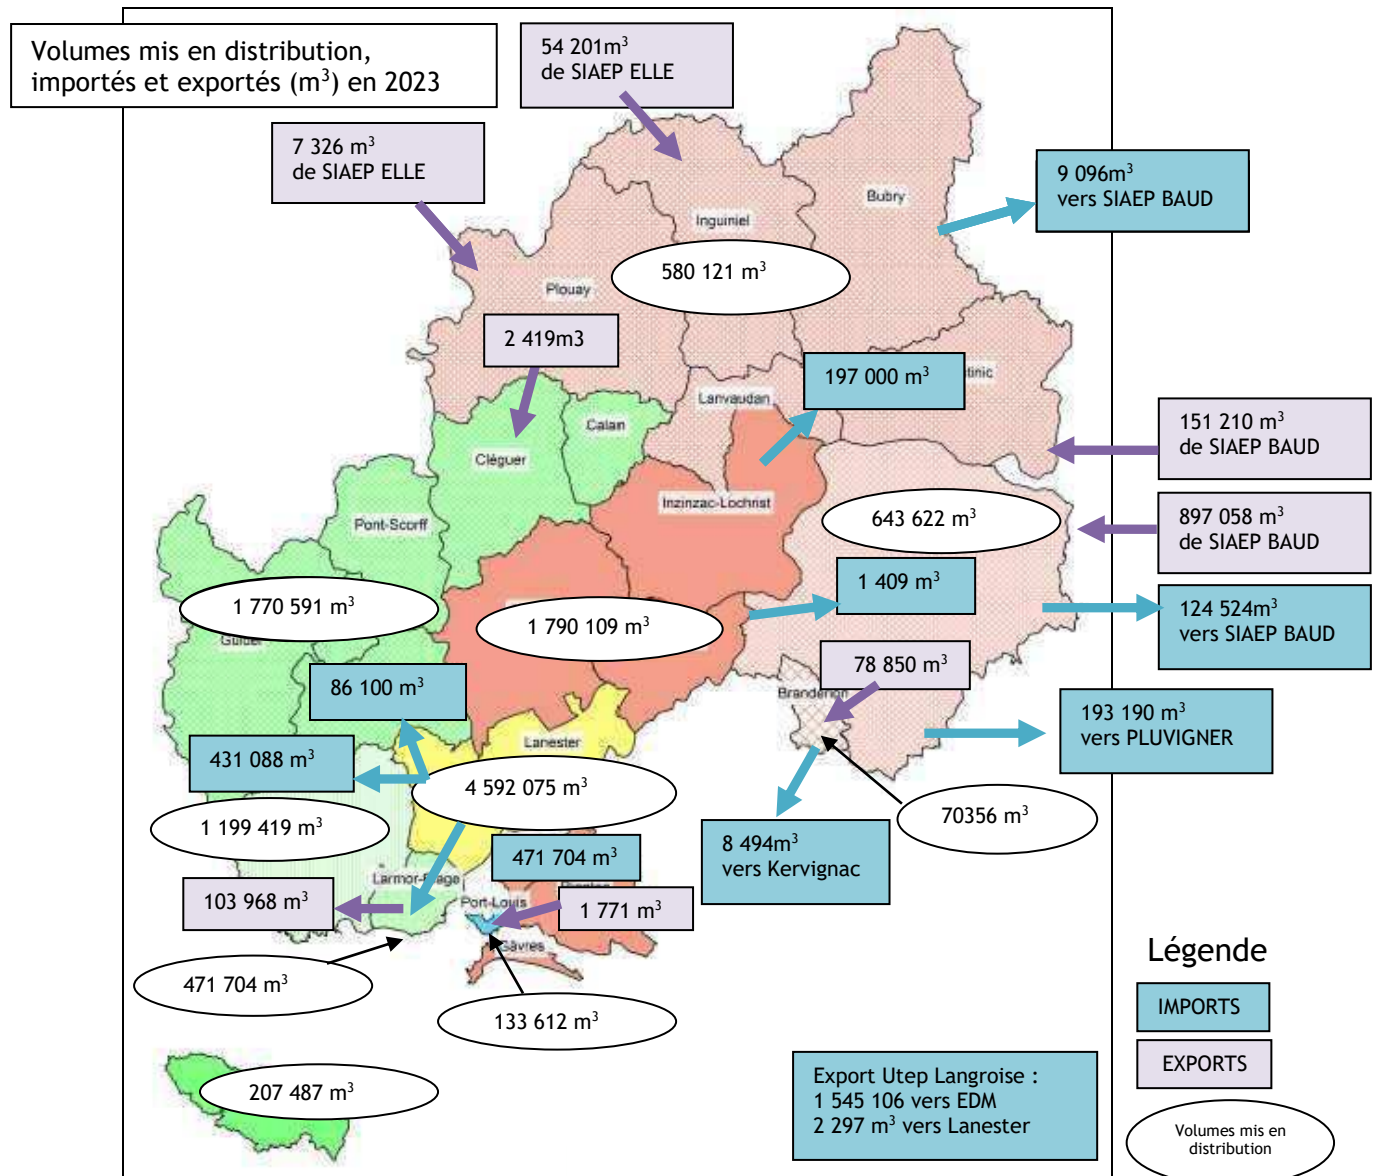 Volumes mis en distribution,
importés et exportés (m³) en 2023
54 201m³
de SIAEP ELLE
7 326 m³
de SIAEP ELLE
9 096m³
vers SIAEP BAUD
Bubry
Inguiniel
580 121 m³
Plouay
2 419m3
197 000 m³
tinic
Lanvaudan
Calan
Cléguer
151 210 m³
de SIAEP BAUD
Inzinzac-Lochrist
Pont-Scorff
643 622 m³
897 058 m³
de SIAEP BAUD
1 409 m³
1 770 591 m³
1 790 109 m³
124 524m³
vers SIAEP BAUD
Guidel
78 850 m³
86 100 m³
Brandérion
193 190 m³
vers PLUVIGNER
Lanester
431 088 m³
4 592 075 m³
1 199 419 m³
70356 m³
8 494m³
vers Kervignac
471 704 m³
Larmor-Plage
103 968 m³
Port-Louis
1 771 m³
Gâvres
471 704 m³
133 612 m³
207 487 m³
Export Utep Langroise :
1 545 106 vers EDM
2 297 m³ vers Lanester
Légende
IMPORTS
EXPORTS
Volumes mis en
distribution